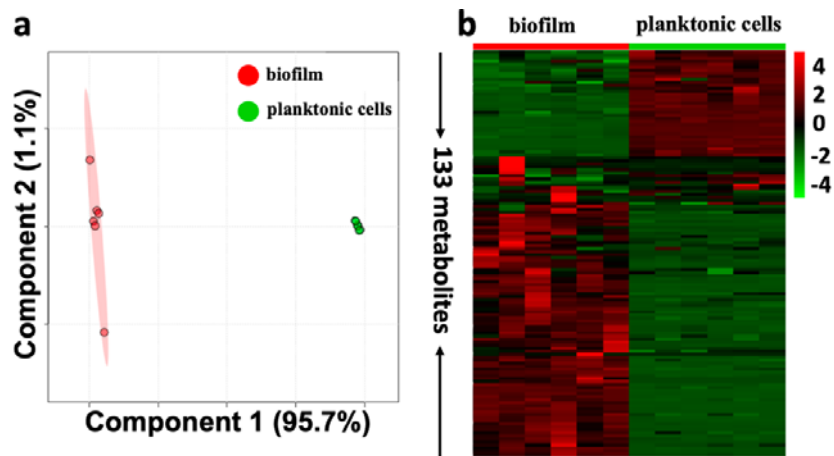 a
biofilm
planktonic cells
Component 2 (1.1%)
Component 1 (95.7%)
b
biofilm
planktonic cells
133 metabolites
4
2
0
-2
-4